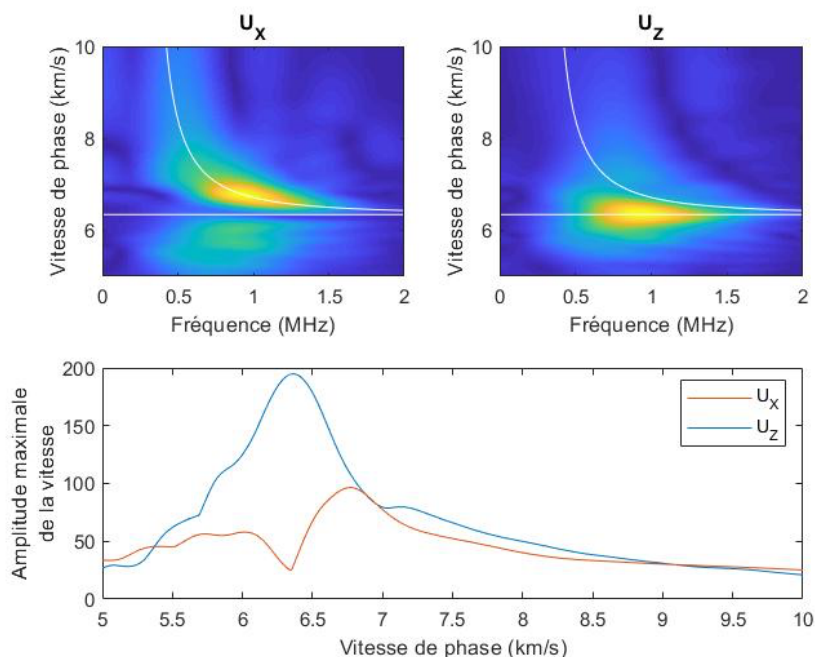 U_X
U_Z
Vitesse de phase (km/s)
10
8
6
0
0.5
1
1.5
2
Fréquence (MHz)
Vitesse de phase (km/s)
10
8
6
0
0.5
1
1.5
2
Fréquence (MHz)
Amplitude maximale
de la vitesse
200
150
100
50
0
U_X
U_Z
5
5.5
6
6.5
7
7.5
8
8.5
9
9.5
10
Vitesse de phase (km/s)